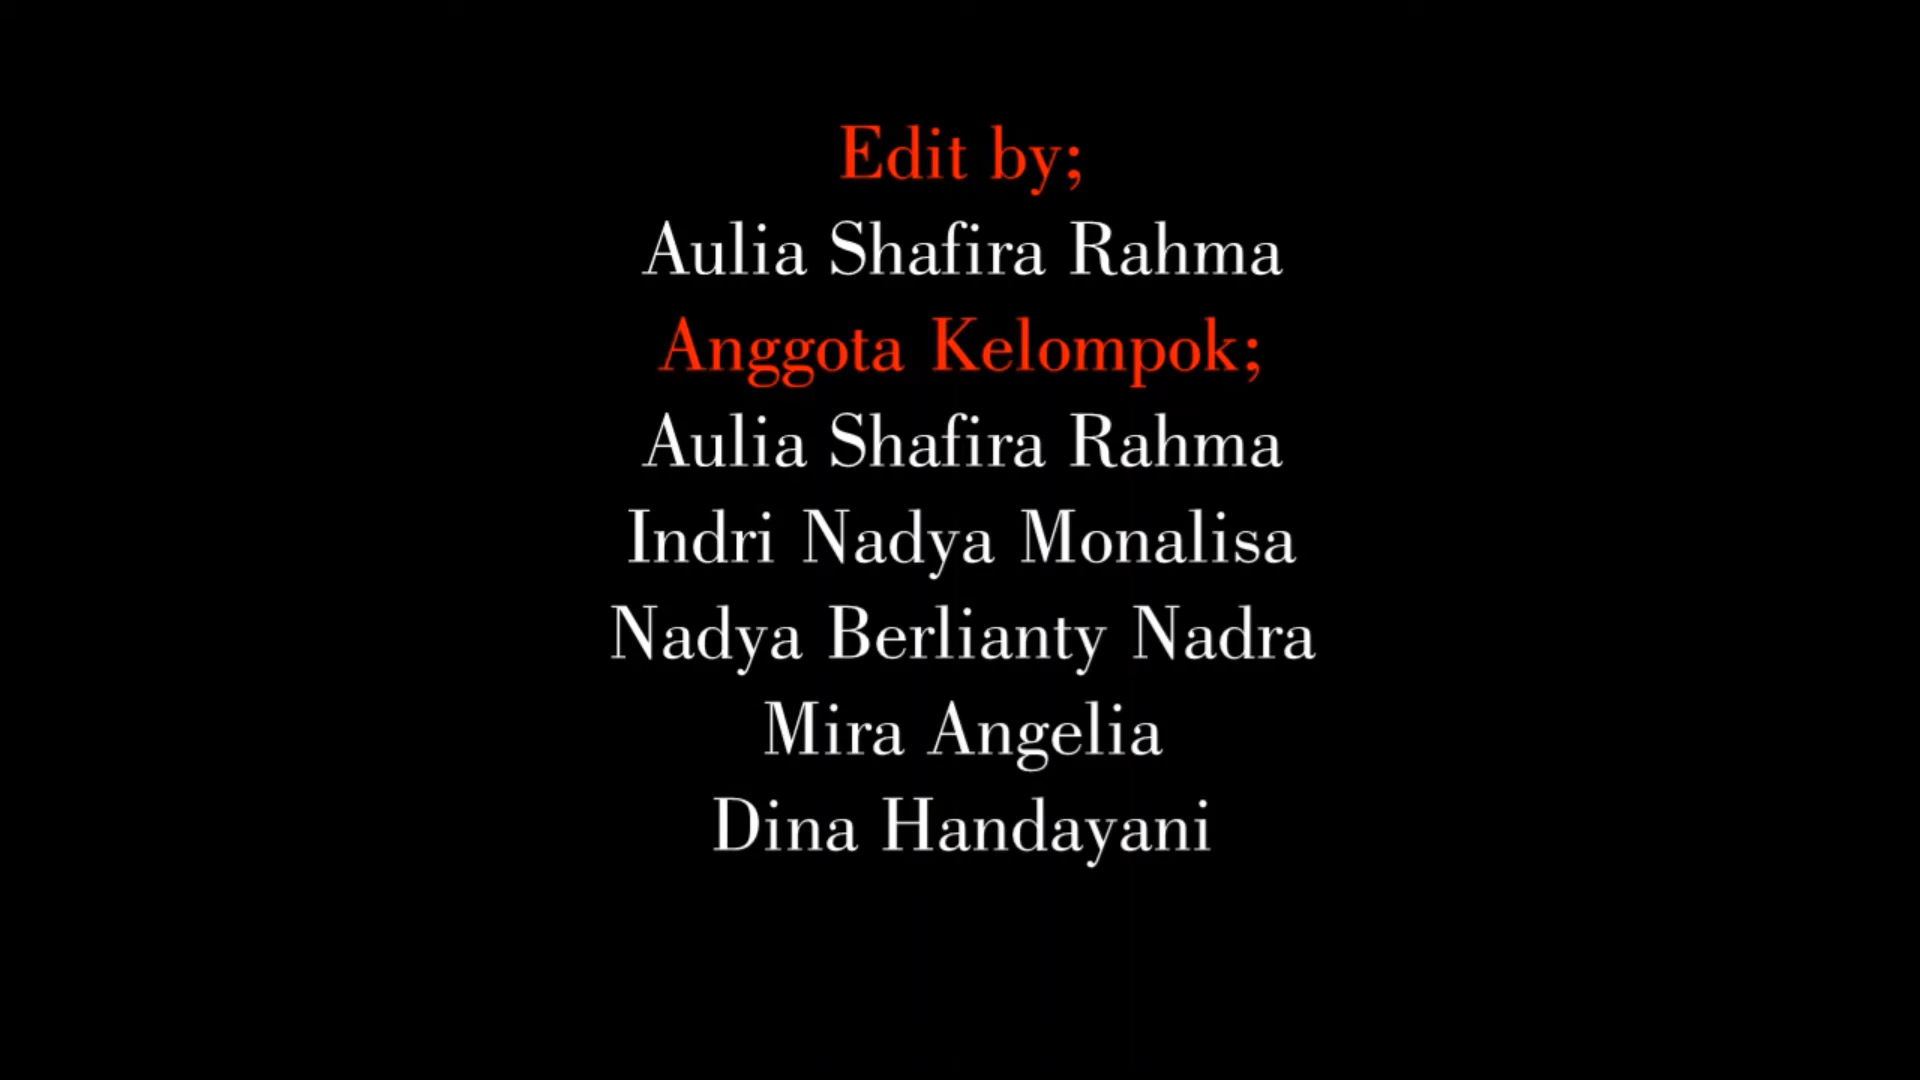 Edit by;
Aulia Shafira Rahma
Anggota Kelompok;
Aulia Shafira Rahma
Indri Nadya Monalisa
Nadya Berlianty Nadra
Mira Angelia
Dina Handayani